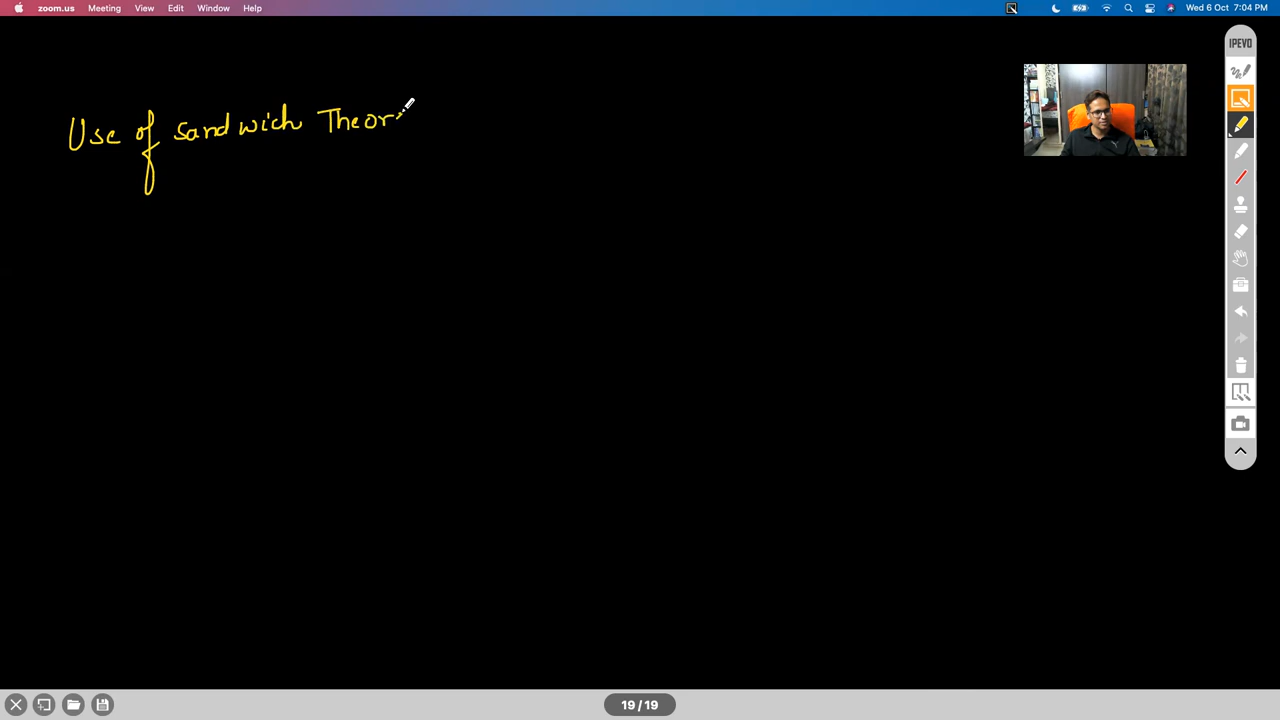 zoom.us Meeting View Edit Window Help Wed 6 Oct 7:04 PM
IPEVO
Use of sandwich Theor
19/19